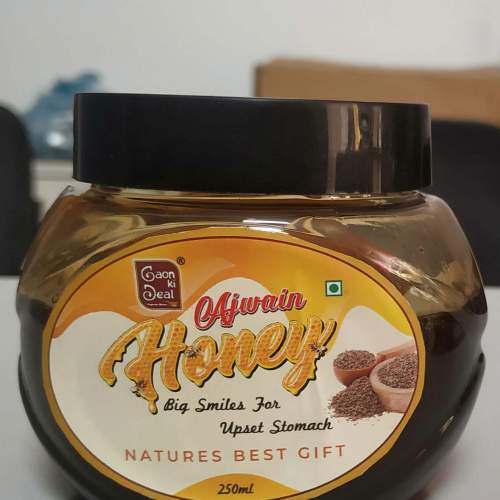 Gaon
ki
Deal
®
Ajwain
Honey
Big Smiles For
Upset Stomach
NATURES BEST GIFT
250ml